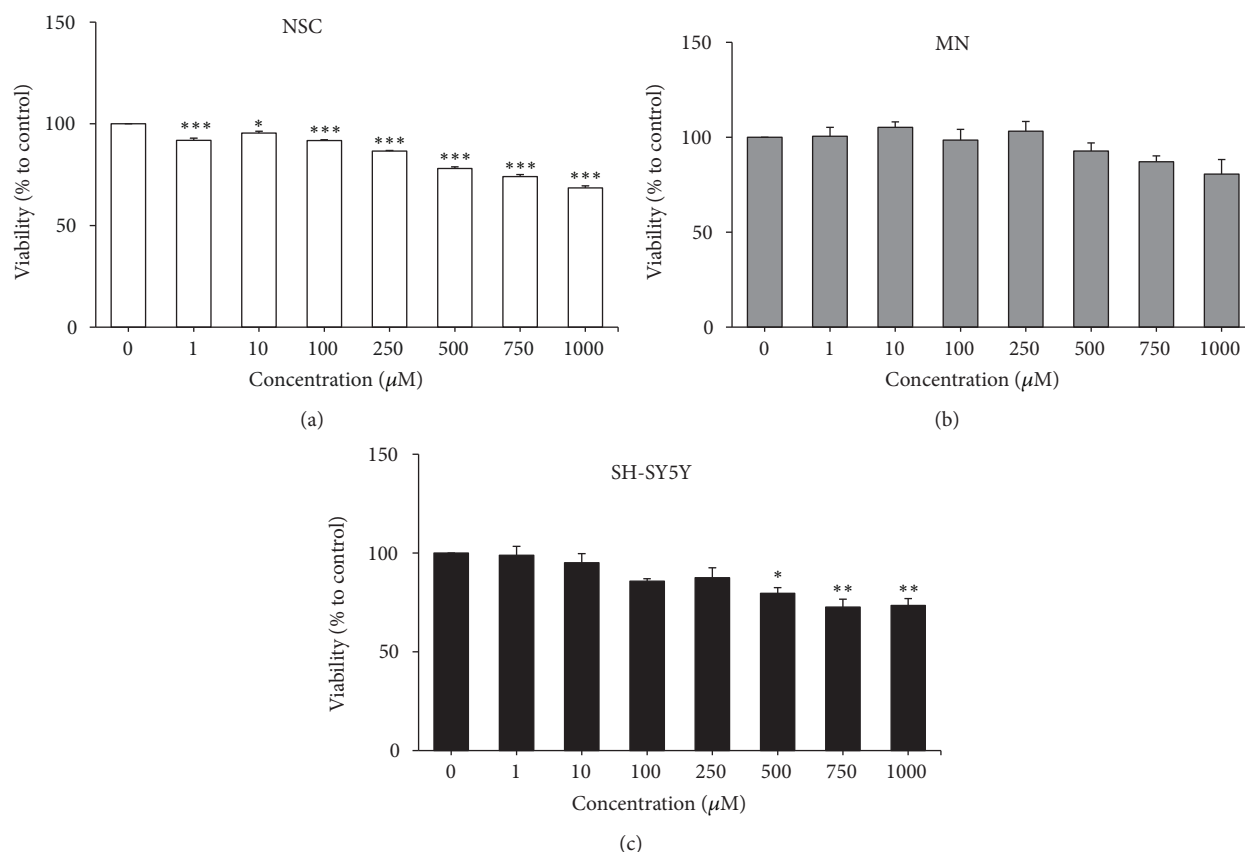 NSC
150
100
50
0
Viability (% to control)
*** * *** *** *** *** ***
0 1 10 100 250 500 750 1000
Concentration (μM)
(a)
MN
150
100
50
0
Viability (% to control)
0 1 10 100 250 500 750 1000
Concentration (μM)
(b)
SH-SY5Y
150
100
50
0
Viability (% to control)
* ** **
0 1 10 100 250 500 750 1000
Concentration (μM)
(c)